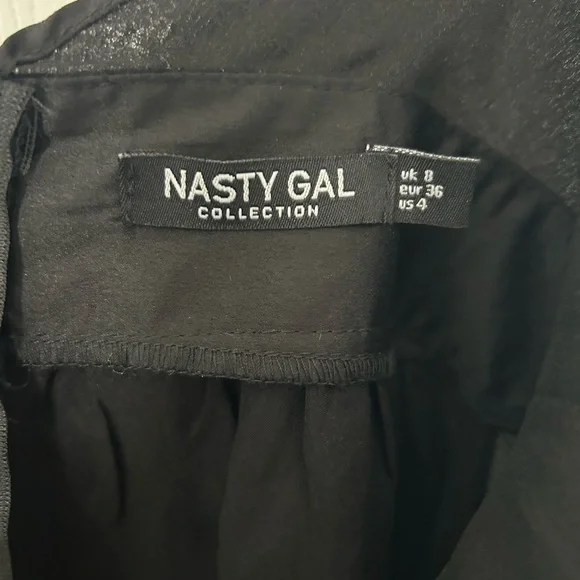 NASTY GAL
COLLECTION
uk 8
eur 36
us 4